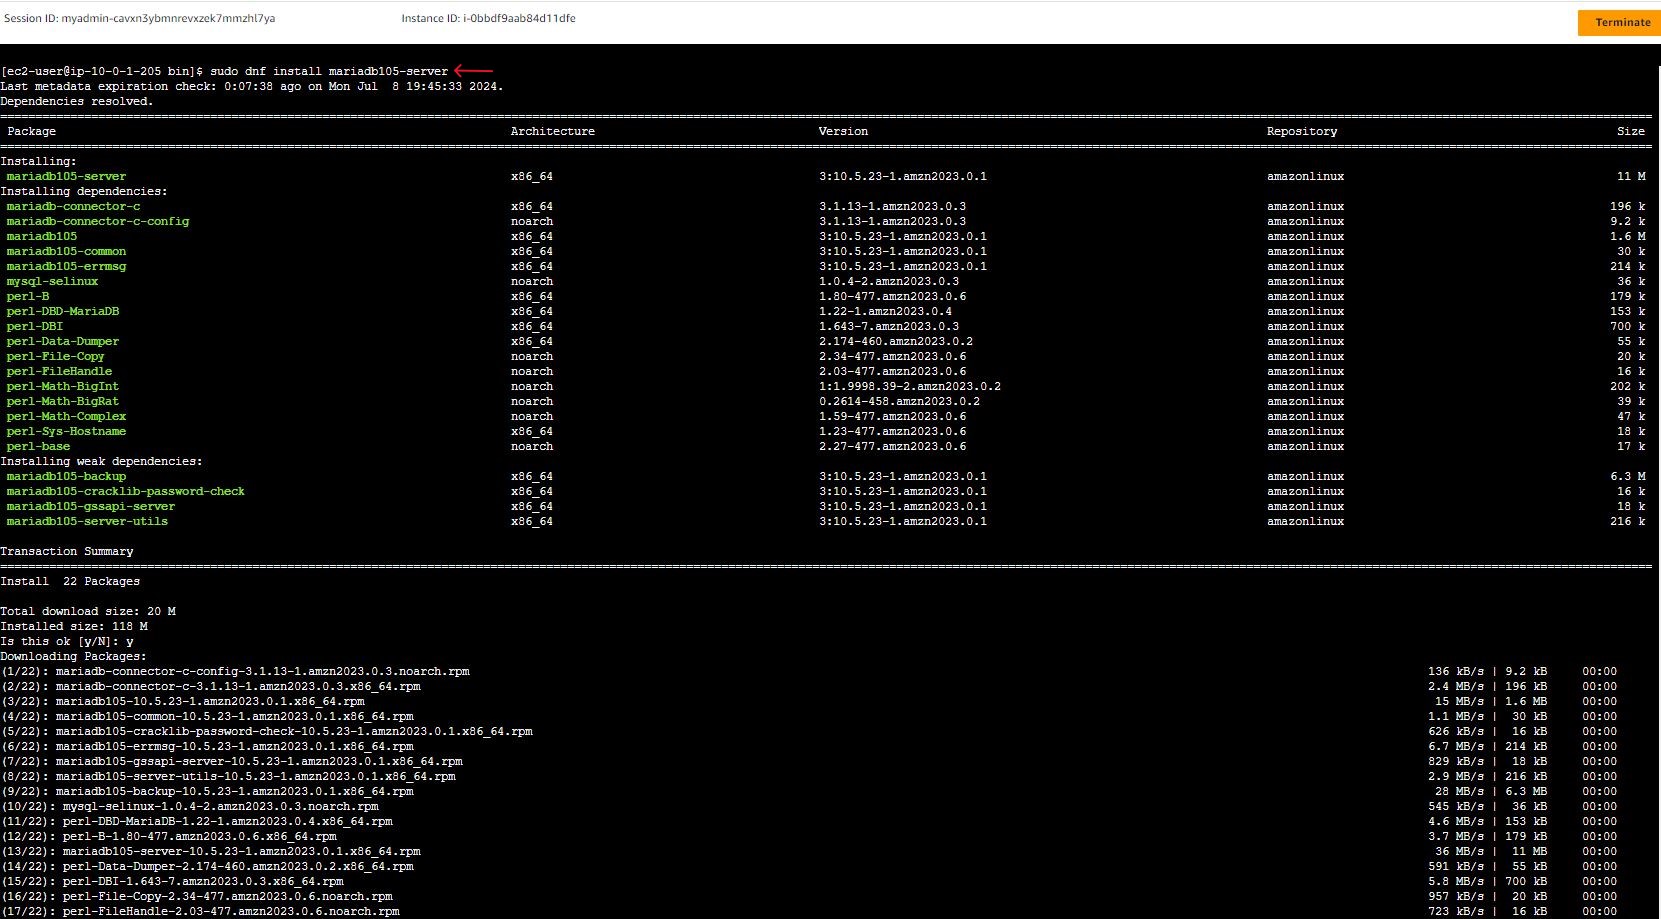 Session ID: myadmin-cavxn3ybmnrevxzek7mmzhl7ya Instance ID: i-0bbdf9aab84d11dfe Terminate
[ec2-user@ip-10-0-1-205 bin]$ sudo dnf install mariadb105-server
Last metadata expiration check: 0:07:38 ago on Mon Jul  8 19:45:33 2024.
Dependencies resolved.
Package Architecture Version Repository Size
Installing:
mariadb105-server x86_64 3:10.5.23-1.amzn2023.0.1 amazonlinux 11 M
Installing dependencies:
mariadb-connector-c x86_64 3.1.13-1.amzn2023.0.3 amazonlinux 196 k
mariadb-connector-c-config noarch 3.1.13-1.amzn2023.0.3 amazonlinux 9.2 k
mariadb105 x86_64 3:10.5.23-1.amzn2023.0.1 amazonlinux 1.6 M
mariadb105-common x86_64 3:10.5.23-1.amzn2023.0.1 amazonlinux 30 k
mariadb105-errmsg x86_64 3:10.5.23-1.amzn2023.0.1 amazonlinux 214 k
mysql-selinux noarch 1.0.4-2.amzn2023.0.3 amazonlinux 36 k
perl-B x86_64 1.80-477.amzn2023.0.6 amazonlinux 179 k
perl-DBD-MariaDB x86_64 1.22-1.amzn2023.0.4 amazonlinux 153 k
perl-DBI x86_64 1.643-7.amzn2023.0.3 amazonlinux 700 k
perl-Data-Dumper x86_64 2.174-460.amzn2023.0.2 amazonlinux 55 k
perl-File-Copy noarch 2.34-477.amzn2023.0.6 amazonlinux 20 k
perl-FileHandle noarch 2.03-477.amzn2023.0.6 amazonlinux 16 k
perl-Math-BigInt noarch 1:1.9998.39-2.amzn2023.0.2 amazonlinux 202 k
perl-Math-BigRat noarch 0.2614-458.amzn2023.0.2 amazonlinux 39 k
perl-Math-Complex noarch 1.59-477.amzn2023.0.6 amazonlinux 47 k
perl-Sys-Hostname x86_64 1.23-477.amzn2023.0.6 amazonlinux 18 k
perl-base noarch 2.27-477.amzn2023.0.6 amazonlinux 17 k
Installing weak dependencies:
mariadb105-backup x86_64 3:10.5.23-1.amzn2023.0.1 amazonlinux 6.3 M
mariadb105-cracklib-password-check x86_64 3:10.5.23-1.amzn2023.0.1 amazonlinux 16 k
mariadb105-gssapi-server x86_64 3:10.5.23-1.amzn2023.0.1 amazonlinux 18 k
mariadb105-server-utils x86_64 3:10.5.23-1.amzn2023.0.1 amazonlinux 216 k
Transaction Summary
Install  22 Packages
Total download size: 20 M
Installed size: 118 M
Is this ok [y/N]: y
Downloading Packages:
(1/22): mariadb-connector-c-config-3.1.13-1.amzn2023.0.3.noarch.rpm 136 kB/s | 9.2 kB 00:00
(2/22): mariadb-connector-c-3.1.13-1.amzn2023.0.3.x86_64.rpm 2.4 MB/s | 196 kB 00:00
(3/22): mariadb105-10.5.23-1.amzn2023.0.1.x86_64.rpm 15 MB/s | 1.6 MB 00:00
(4/22): mariadb105-common-10.5.23-1.amzn2023.0.1.x86_64.rpm 1.1 MB/s | 30 kB 00:00
(5/22): mariadb105-cracklib-password-check-10.5.23-1.amzn2023.0.1.x86_64.rpm 626 kB/s | 16 kB 00:00
(6/22): mariadb105-errmsg-10.5.23-1.amzn2023.0.1.x86_64.rpm 6.7 MB/s | 214 kB 00:00
(7/22): mariadb105-gssapi-server-10.5.23-1.amzn2023.0.1.x86_64.rpm 829 kB/s | 18 kB 00:00
(8/22): mariadb105-server-utils-10.5.23-1.amzn2023.0.1.x86_64.rpm 2.9 MB/s | 216 kB 00:00
(9/22): mariadb105-backup-10.5.23-1.amzn2023.0.1.x86_64.rpm 28 MB/s | 6.3 MB 00:00
(10/22): mysql-selinux-1.0.4-2.amzn2023.0.3.noarch.rpm 545 kB/s | 36 kB 00:00
(11/22): perl-DBD-MariaDB-1.22-1.amzn2023.0.4.x86_64.rpm 4.6 MB/s | 153 kB 00:00
(12/22): perl-B-1.80-477.amzn2023.0.6.x86_64.rpm 3.7 MB/s | 179 kB 00:00
(13/22): mariadb105-server-10.5.23-1.amzn2023.0.1.x86_64.rpm 36 MB/s | 11 MB 00:00
(14/22): perl-Data-Dumper-2.174-460.amzn2023.0.2.x86_64.rpm 591 kB/s | 55 kB 00:00
(15/22): perl-DBI-1.643-7.amzn2023.0.3.x86_64.rpm 5.8 MB/s | 700 kB 00:00
(16/22): perl-File-Copy-2.34-477.amzn2023.0.6.noarch.rpm 957 kB/s | 20 kB 00:00
(17/22): perl-FileHandle-2.03-477.amzn2023.0.6.noarch.rpm 723 kB/s | 16 kB 00:00